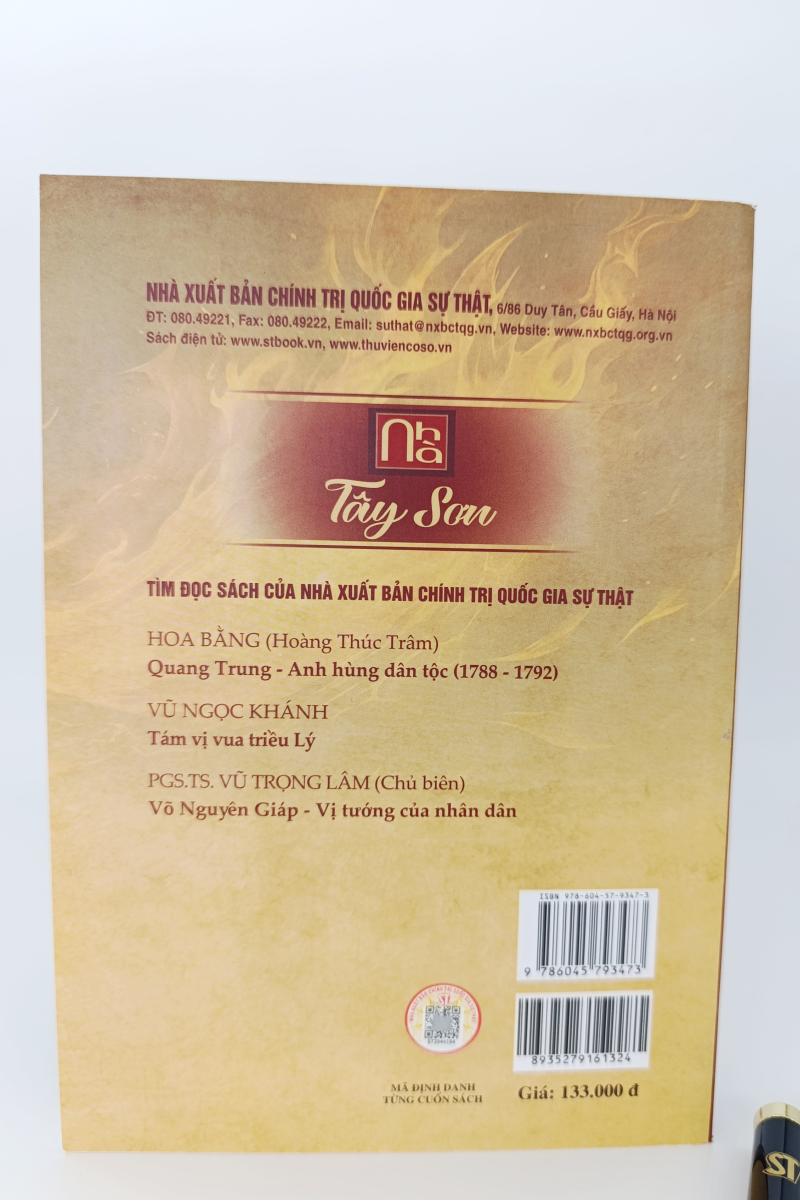 NHÀ XUẤT BẢN CHÍNH TRỊ QUỐC GIA SỰ THẬT, 6/86 Duy Tân, Cầu Giấy, Hà Nội
ĐT: 080.49221, Fax: 080.49222, Email: suthat@nxbctqg.vn, Website: www.nxbctqg.org.vn
Sách điện tử: www.stbook.vn, www.thuviencoso.vn
Nhà
Tây Sơn
TÌM ĐỌC SÁCH CỦA NHÀ XUẤT BẢN CHÍNH TRỊ QUỐC GIA SỰ THẬT
HOA BẰNG (Hoàng Thúc Trâm)
Quang Trung - Anh hùng dân tộc (1788 - 1792)
VŨ NGỌC KHÁNH
Tám vị vua triều Lý
PGS.TS. VŨ TRỌNG LÂM (Chủ biên)
Võ Nguyên Giáp - Vị tướng của nhân dân
ISBN 978-604-57-9347-3
9 786045 793473
8935279161324
MÃ ĐỊNH DANH
TỪNG CUỐN SÁCH
Giá: 133.000 đ
ST